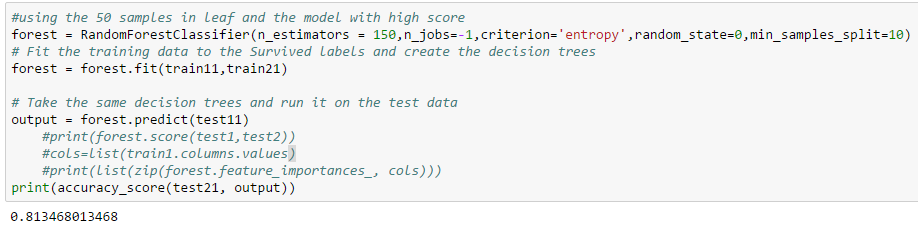 #using the 50 samples in leaf and the model with high score
forest = RandomForestClassifier(n_estimators = 150,n_jobs=-1,criterion='entropy',random_state=0,min_samples_split=10)
# Fit the training data to the Survived labels and create the decision trees
forest = forest.fit(train11,train21)
# Take the same decision trees and run it on the test data
output = forest.predict(test11)
    #print(forest.score(test1,test2))
    #cols=list(train1.columns.values)
    #print(list(zip(forest.feature_importances_, cols)))
print(accuracy_score(test21, output))
0.813468013468